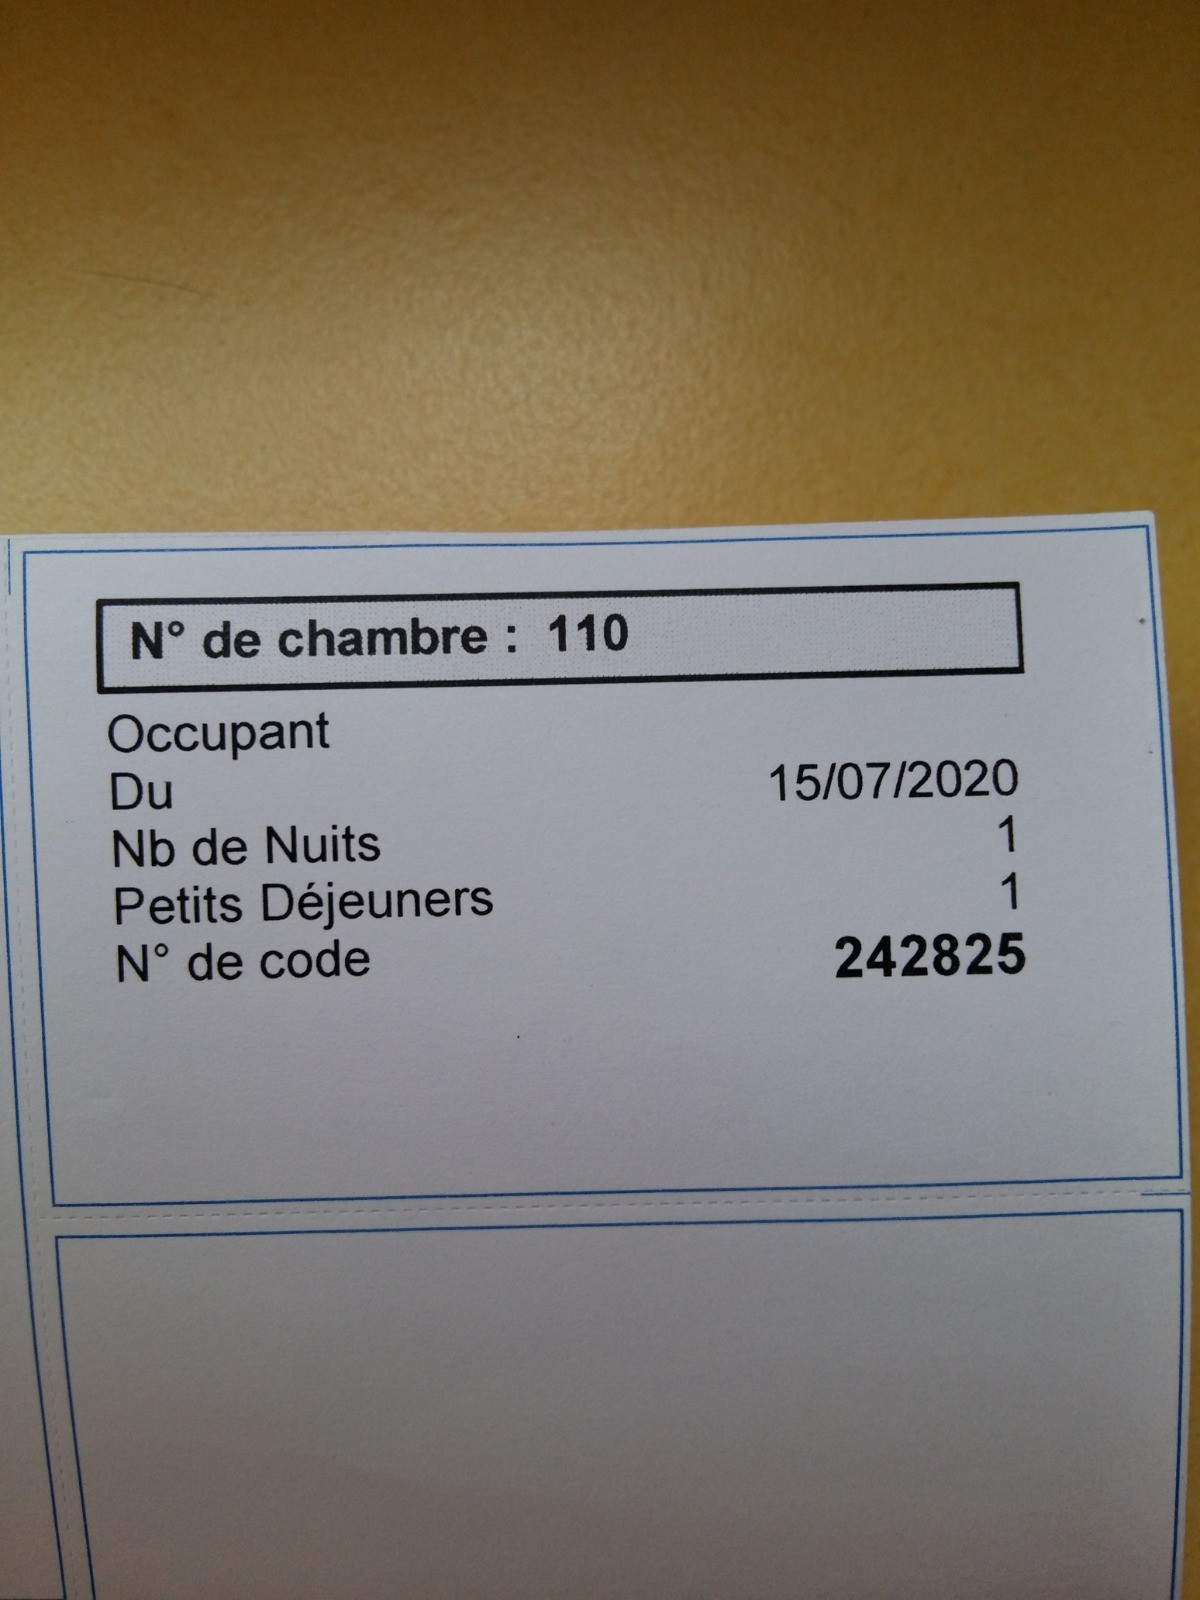 N° de chambre : 110
Occupant
Du 15/07/2020
Nb de Nuits 1
Petits Déjeuners 1
N° de code 242825